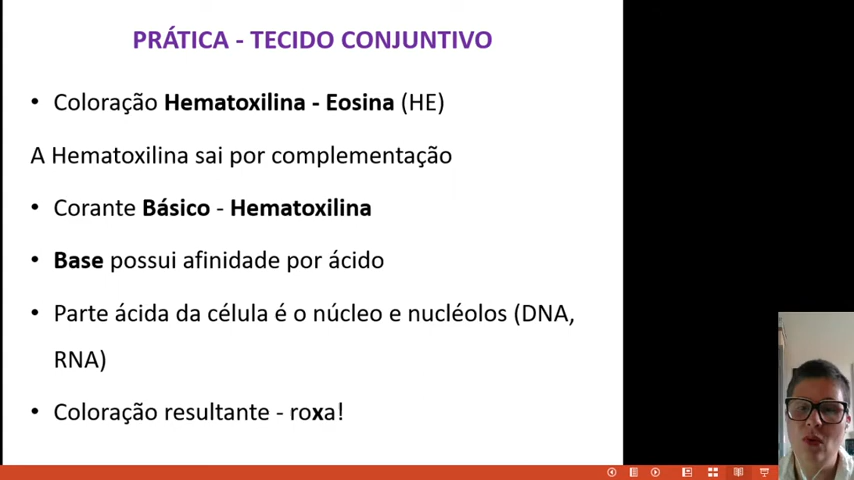 PRÁTICA - TECIDO CONJUNTIVO
• Coloração Hematoxilina - Eosina (HE)
A Hematoxilina sai por complementação
• Corante Básico - Hematoxilina
• Base possui afinidade por ácido
• Parte ácida da célula é o núcleo e nucléolos (DNA,
RNA)
• Coloração resultante - roxa!